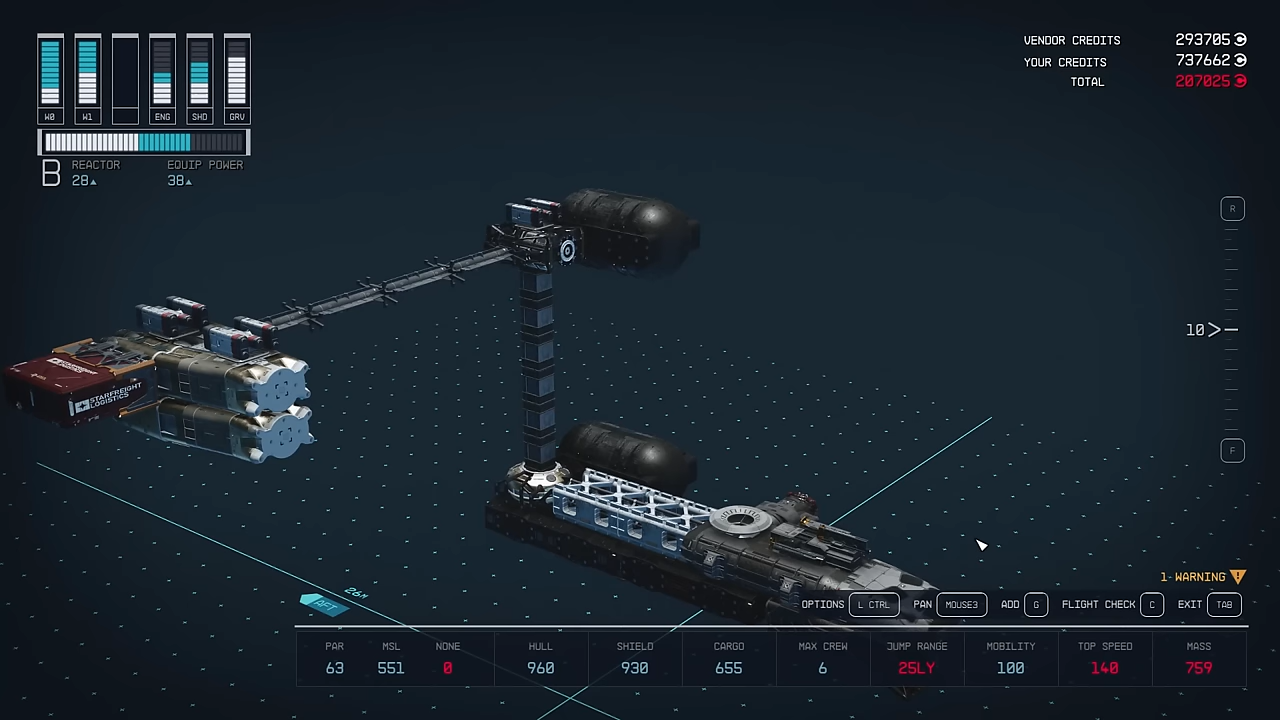 VENDOR CREDITS 293705
YOUR CREDITS 737662
TOTAL 207025
W0 W1 ENG SHD GRV
B REACTOR EQUIP POWER
28 38
R
10
F
STARFREIGHT
LOGISTICS
26M
AFT
1 WARNING
OPTIONS L CTRL PAN MOUSE3 ADD G FLIGHT CHECK C EXIT TAB
PAR MSL NONE HULL SHIELD CARGO MAX CREW JUMP RANGE MOBILITY TOP SPEED MASS
63 551 0 960 930 655 6 25LY 100 140 759